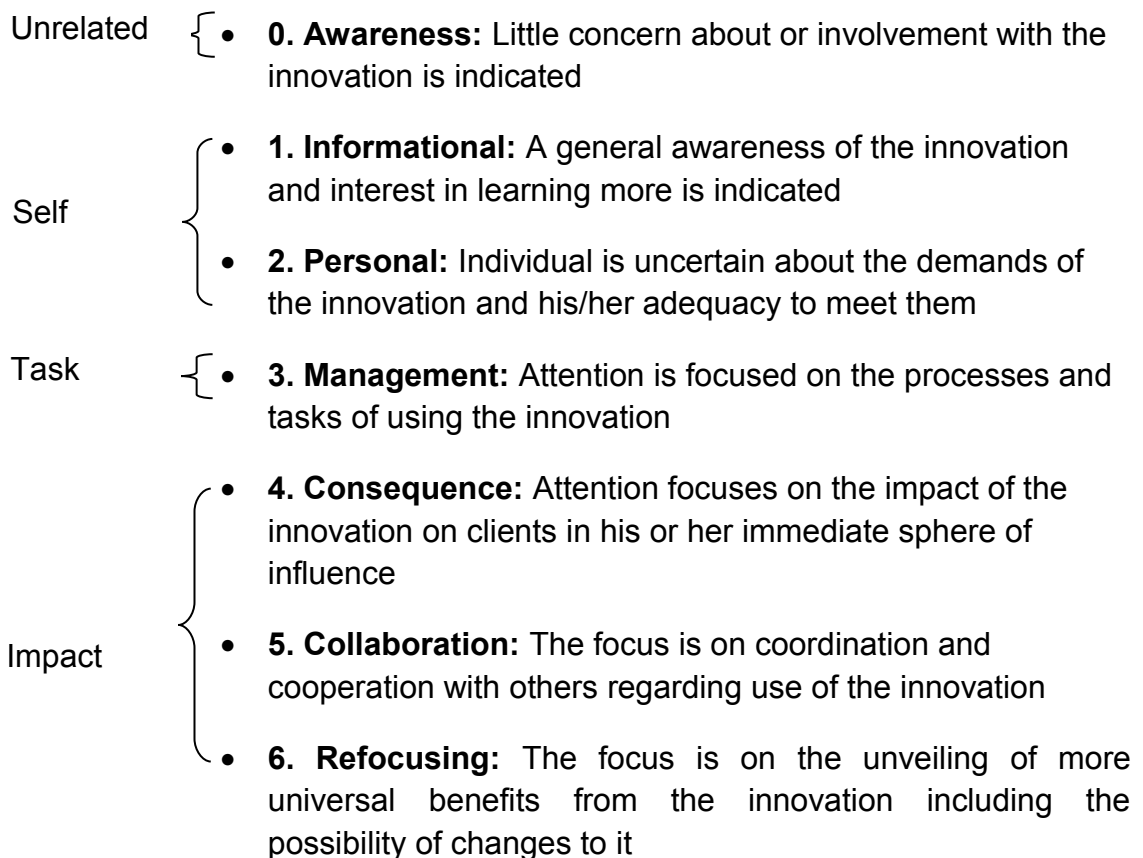 Unrelated
• 0. Awareness: Little concern about or involvement with the
innovation is indicated
Self
• 1. Informational: A general awareness of the innovation
and interest in learning more is indicated
• 2. Personal: Individual is uncertain about the demands of
the innovation and his/her adequacy to meet them
Task
• 3. Management: Attention is focused on the processes and
tasks of using the innovation
Impact
• 4. Consequence: Attention focuses on the impact of the
innovation on clients in his or her immediate sphere of
influence
• 5. Collaboration: The focus is on coordination and
cooperation with others regarding use of the innovation
• 6. Refocusing: The focus is on the unveiling of more
universal benefits from the innovation including the
possibility of changes to it